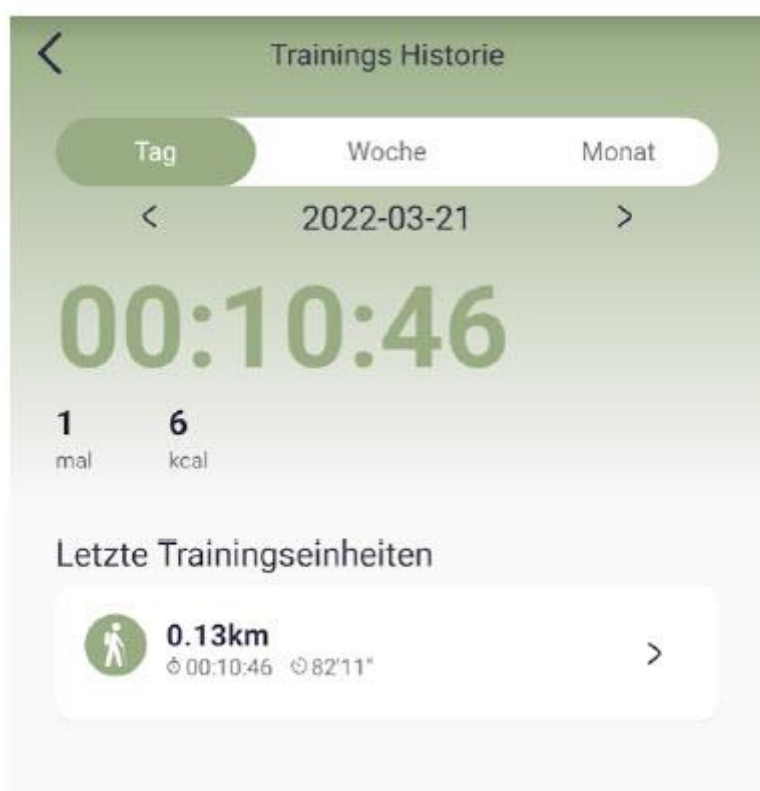 Trainings Historie
Tag Woche Monat
< 2022-03-21 >
00:10:46
1 6
mal kcal
Letzte Trainingseinheiten
0.13km
00:10:46 82'11"